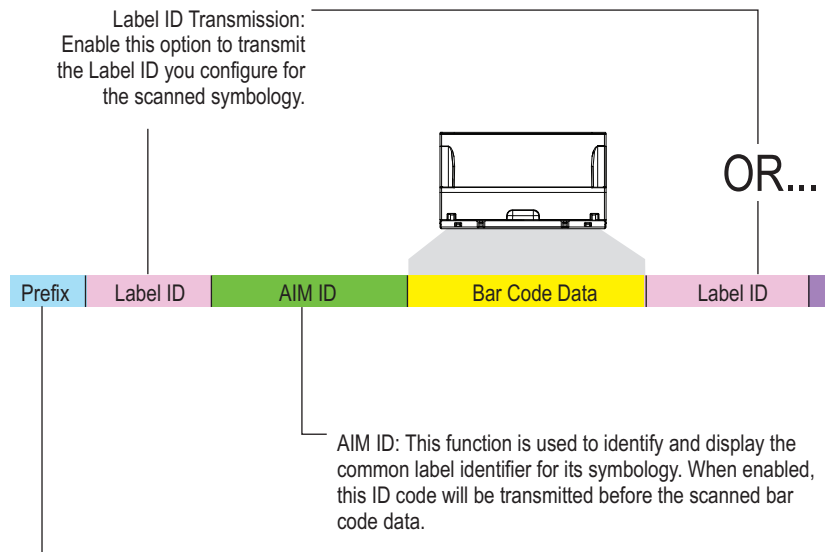 Label ID Transmission:
Enable this option to transmit
the Label ID you configure for
the scanned symbology.
OR...
Prefix
Label ID
AIM ID
Bar Code Data
Label ID
AIM ID: This function is used to identify and display the
common label identifier for its symbology. When enabled,
this ID code will be transmitted before the scanned bar
code data.